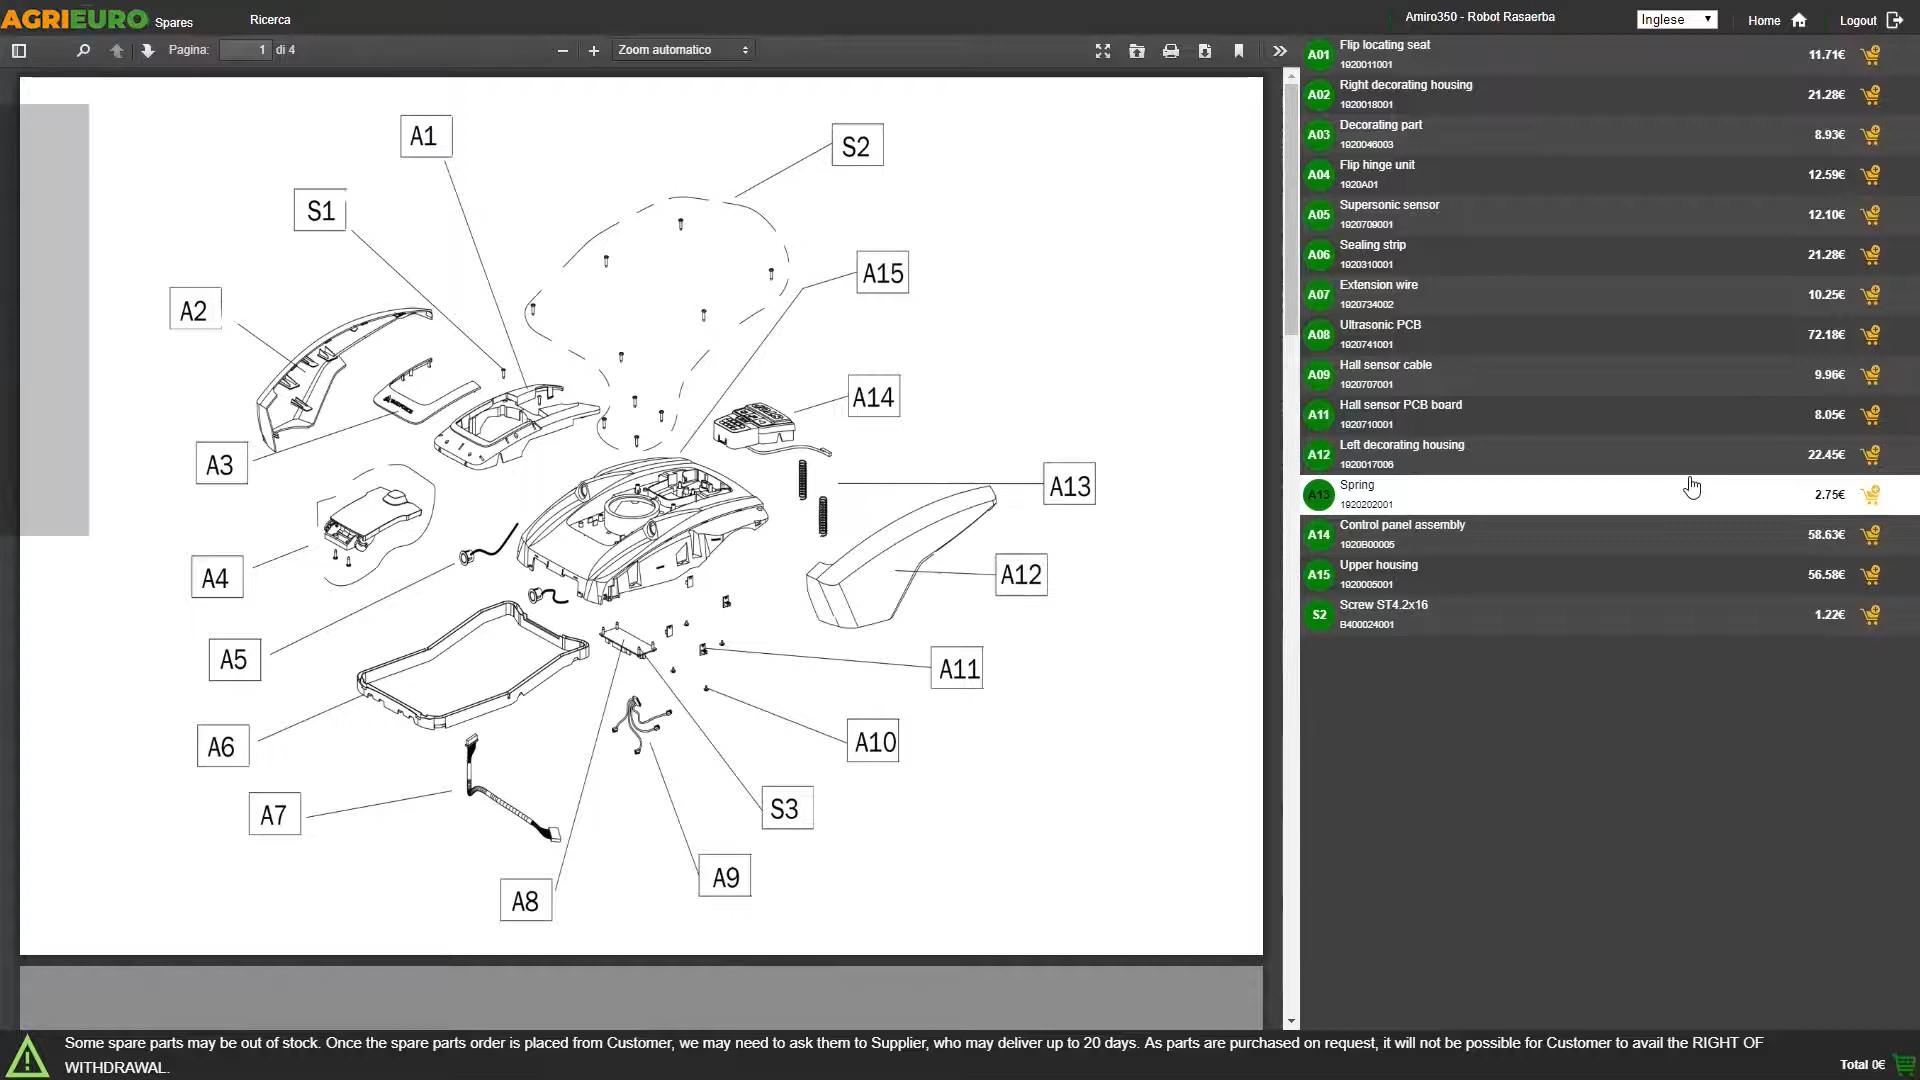 AGRIEURO Spares
Ricerca
Amiro350 - Robot Rasaerba
Inglese
Home
Logout
Pagina:
1
di 4
Zoom automatico
A1
S2
S1
A15
A2
A14
A3
A13
A4
A12
A5
A11
A6
A10
A7
S3
A9
A8
A01
Flip locating seat
1920011001
11.71€
A02
Right decorating housing
1920018001
21.28€
A03
Decorating part
1920046003
8.93€
A04
Flip hinge unit
1920A01
12.59€
A05
Supersonic sensor
1920709001
12.10€
A06
Sealing strip
1920310001
21.28€
A07
Extension wire
1920734002
10.25€
A08
Ultrasonic PCB
1920741001
72.18€
A09
Hall sensor cable
1920707001
9.96€
A11
Hall sensor PCB board
1920710001
8.05€
A12
Left decorating housing
1920017006
22.45€
A13
Spring
1920202001
2.75€
A14
Control panel assembly
1920B00005
58.63€
A15
Upper housing
1920005001
56.58€
S2
Screw ST4.2x16
B400024001
1.22€
Some spare parts may be out of stock. Once the spare parts order is placed from Customer, we may need to ask them to Supplier, who may deliver up to 20 days. As parts are purchased on request, it will not be possible for Customer to avail the RIGHT OF
WITHDRAWAL.
Total 0€